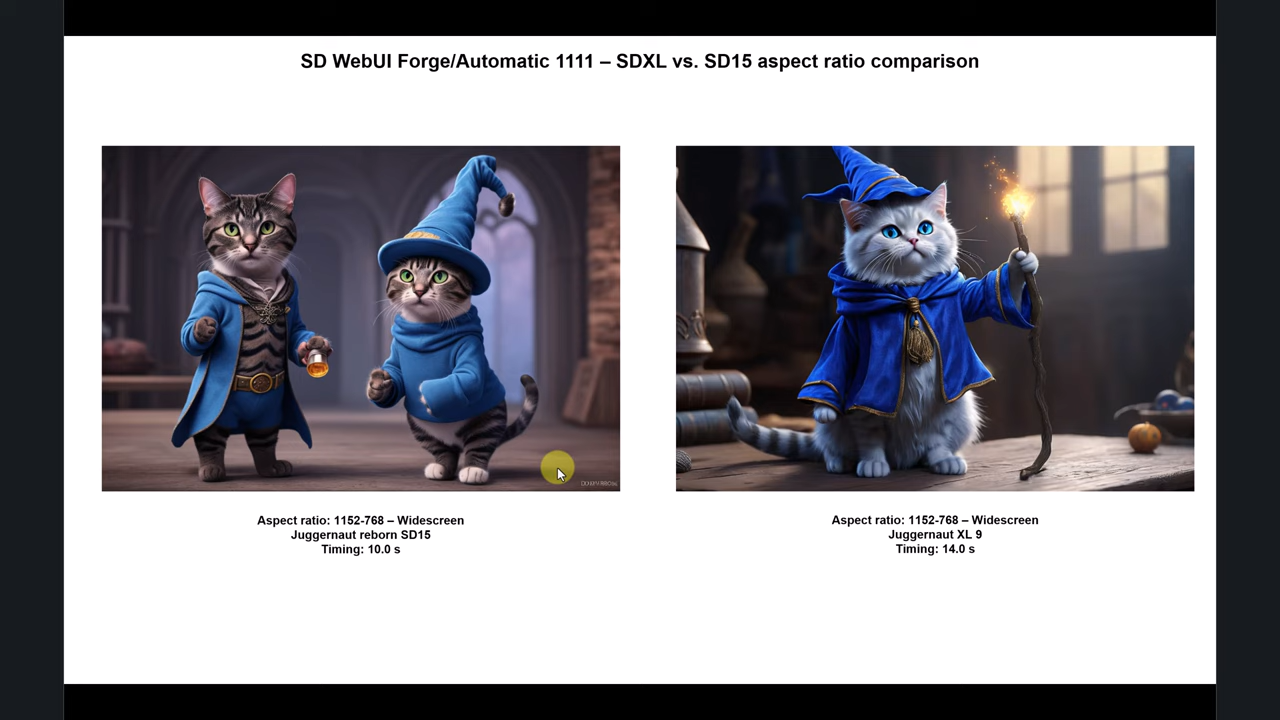 SD WebUI Forge/Automatic 1111 – SDXL vs. SD15 aspect ratio comparison
Aspect ratio: 1152-768 – Widescreen
Juggernaut reborn SD15
Timing: 10.0 s
Aspect ratio: 1152-768 – Widescreen
Juggernaut XL 9
Timing: 14.0 s